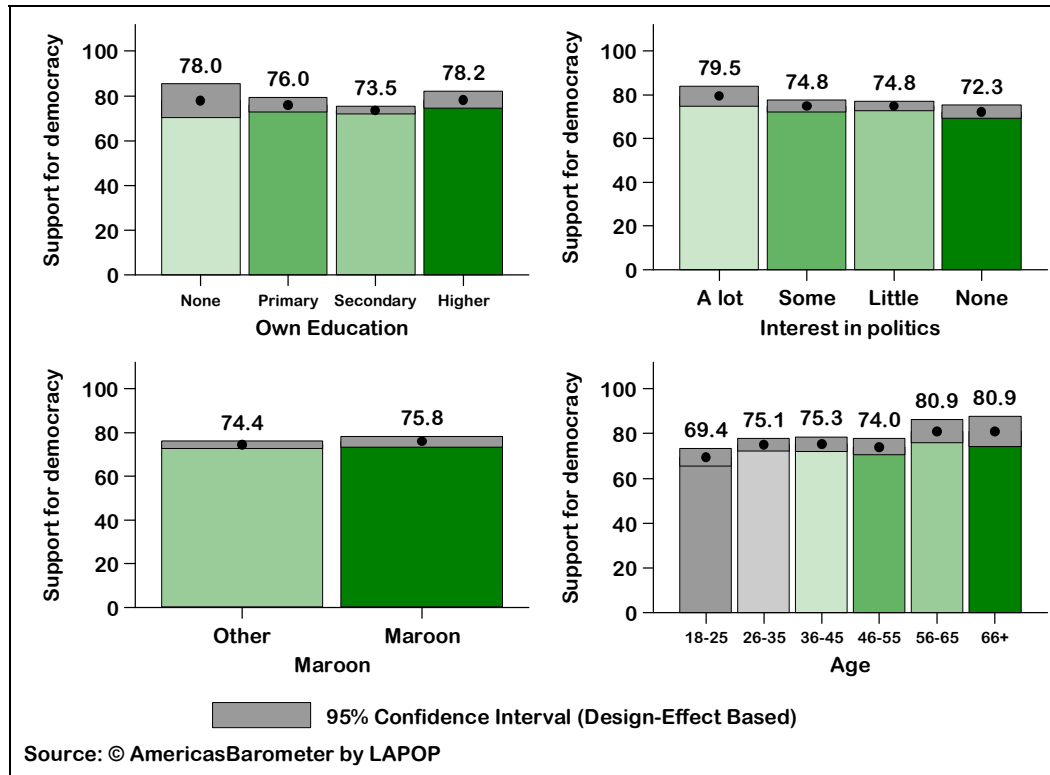 Support for democracy
100
80
60
40
20
0
78.0
76.0
73.5
78.2
None
Primary
Secondary
Higher
Own Education
Support for democracy
100
80
60
40
20
0
79.5
74.8
74.8
72.3
A lot
Some
Little
None
Interest in politics
Support for democracy
100
80
60
40
20
0
74.4
75.8
Other
Maroon
Maroon
Support for democracy
100
80
60
40
20
0
69.4
75.1
75.3
74.0
80.9
80.9
18-25
26-35
36-45
46-55
56-65
66+
Age
95% Confidence Interval (Design-Effect Based)
Source: © AmericasBarometer by LAPOP